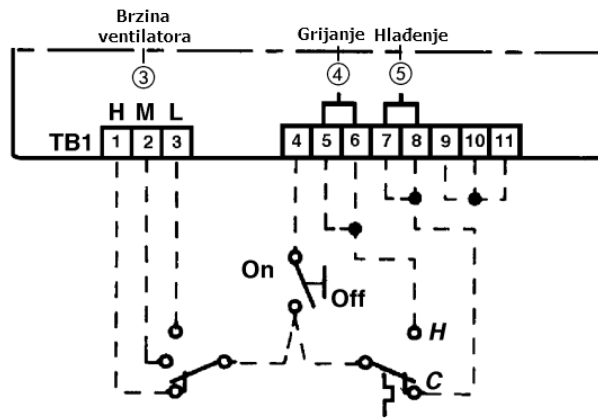 Brzina
ventilatora
Grijanje Hlađenje
③ ④ ⑤
H M L
TB1 1 2 3 4 5 6 7 8 9 10 11
On
Off
H
C